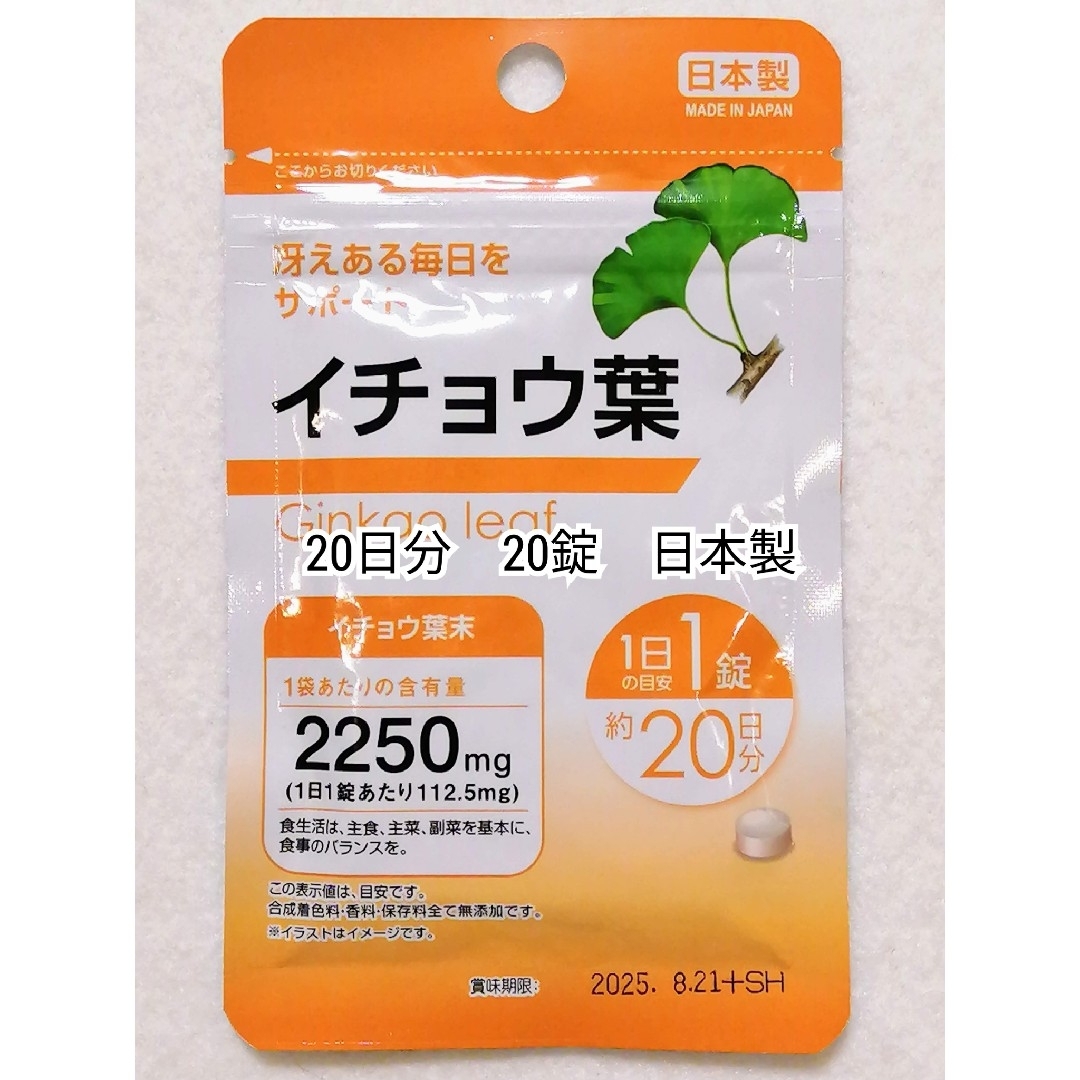 日本製
MADE IN JAPAN
ここからお切りください
冴えある毎日を
サポート
イチョウ葉
Ginkgo leaf
20日分 20錠 日本製
イチョウ葉末
1袋あたりの含有量
2250mg
(1日1錠あたり112.5mg)
食生活は、主食、主菜、副菜を基本に、
食事のバランスを。
1日の目安1錠
約20日分
この表示値は、目安です。
合成着色料・香料・保存料全て無添加です。
※イラストはイメージです。
賞味期限: 2025. 8.21+SH